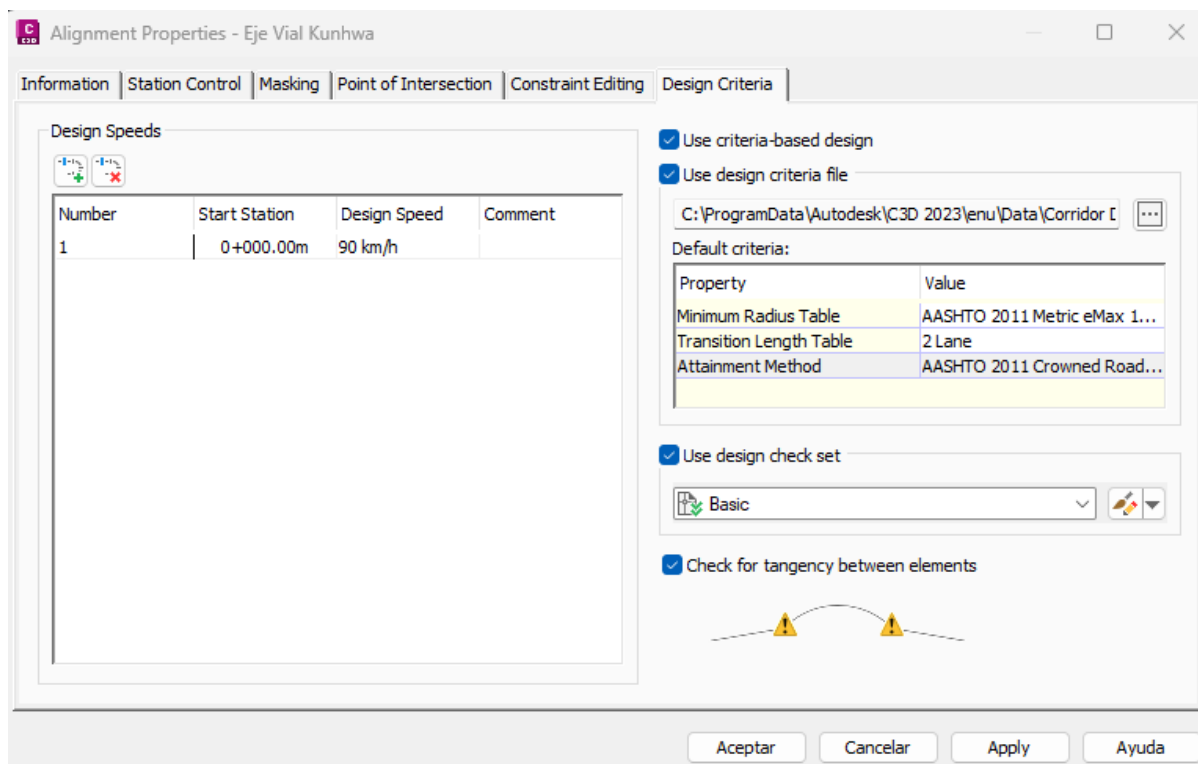 C
C3D
Alignment Properties - Eje Vial Kunhwa
Information Station Control Masking Point of Intersection Constraint Editing Design Criteria
Design Speeds
Number Start Station Design Speed Comment
1 0+000.00m 90 km/h
Use criteria-based design
Use design criteria file
C:\ProgramData\Autodesk\C3D 2023\enu\Data\Corridor D
...
Default criteria:
Property Value
Minimum Radius Table AASHTO 2011 Metric eMax 1...
Transition Length Table 2 Lane
Attainment Method AASHTO 2011 Crowned Road...
Use design check set
Basic
Check for tangency between elements
Aceptar Cancelar Apply Ayuda